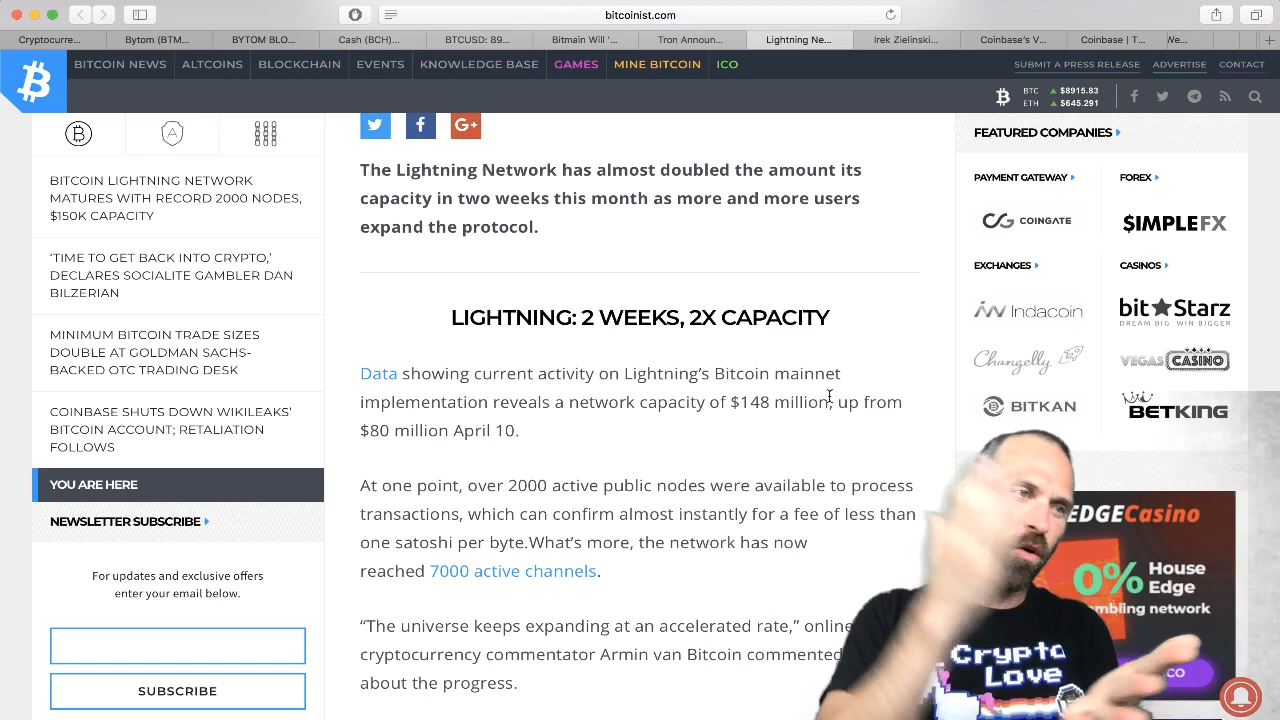 bitcoinist.com
Cryptocurre...
Bytom (BTM...
BYTOM BLO...
Cash (BCH)...
BTCUSD: 89...
Bitmain Will '...
Tron Announ...
Lightning Ne...
Irek Zielinski...
Coinbase's V...
Coinbase | T...
We...
BITCOIN NEWS
ALTCOINS
BLOCKCHAIN
EVENTS
KNOWLEDGE BASE
GAMES
MINE BITCOIN
ICO
SUBMIT A PRESS RELEASE
ADVERTISE
CONTACT
BTC $8915.83
ETH $645.291
BITCOIN LIGHTNING NETWORK
MATURES WITH RECORD 2000 NODES,
$150K CAPACITY
‘TIME TO GET BACK INTO CRYPTO,’
DECLARES SOCIALITE GAMBLER DAN
BILZERIAN
MINIMUM BITCOIN TRADE SIZES
DOUBLE AT GOLDMAN SACHS-
BACKED OTC TRADING DESK
COINBASE SHUTS DOWN WIKILEAKS’
BITCOIN ACCOUNT; RETALIATION
FOLLOWS
YOU ARE HERE
NEWSLETTER SUBSCRIBE
For updates and exclusive offers
enter your email below.
SUBSCRIBE
G+
The Lightning Network has almost doubled the amount its
capacity in two weeks this month as more and more users
expand the protocol.
LIGHTNING: 2 WEEKS, 2X CAPACITY
Data showing current activity on Lightning’s Bitcoin mainnet
implementation reveals a network capacity of $148 million, up from
$80 million April 10.
At one point, over 2000 active public nodes were available to process
transactions, which can confirm almost instantly for a fee of less than
one satoshi per byte.What’s more, the network has now
reached 7000 active channels.
“The universe keeps expanding at an accelerated rate,” online
cryptocurrency commentator Armin van Bitcoin commented
about the progress.
FEATURED COMPANIES
PAYMENT GATEWAY
FOREX
COINGATE
$IMPLEFX
EXCHANGES
CASINOS
Indacoin
bitStarz
DREAM BIG WIN BIGGER
Changelly
VEGAS CASINO
BITKAN
BETKING
EDGECasino
0% House
Edge
mbling network
.CO
Crypto
Love